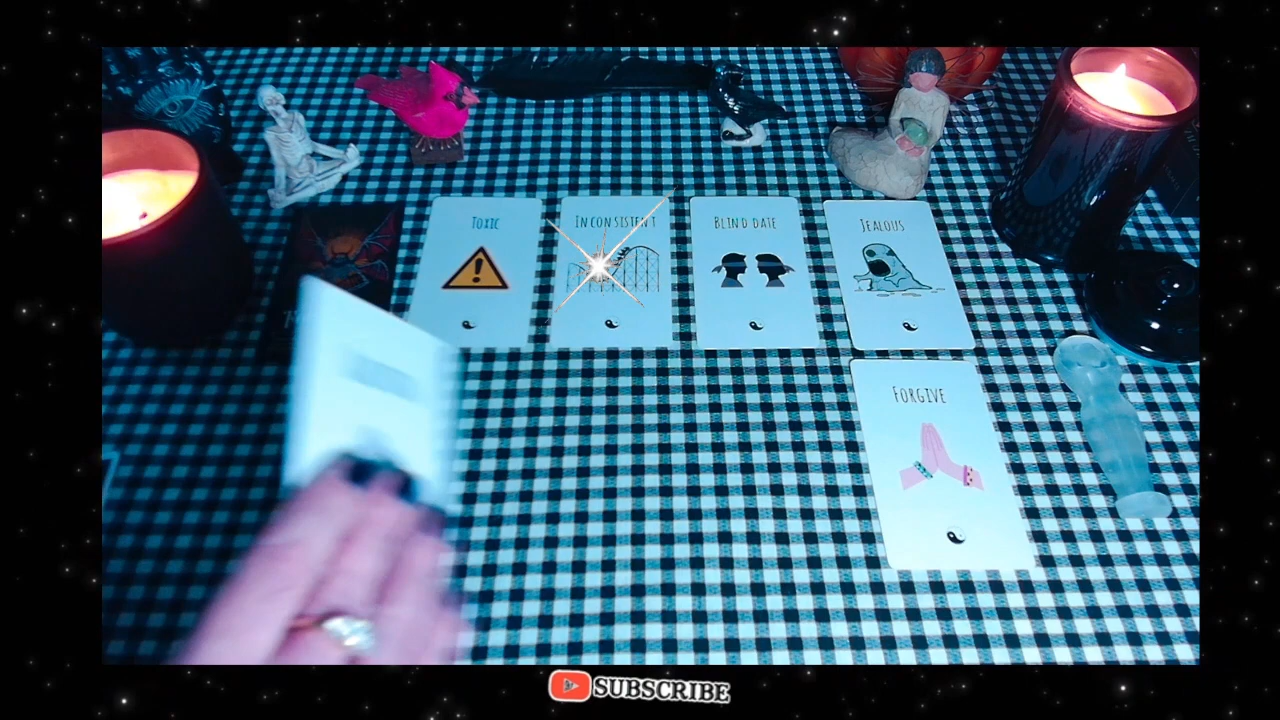 Toxic
Inconsistent
Blind date
Jealous
Forgive
SUBSCRIBE